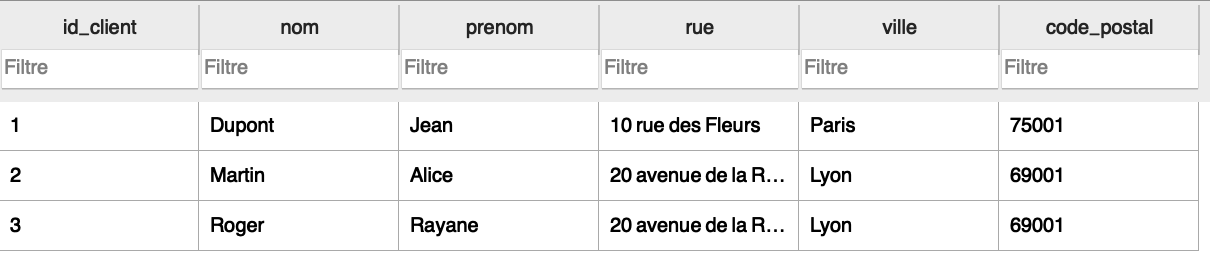 id_client nom prenom rue ville code_postal
Filtre Filtre Filtre Filtre Filtre Filtre
1 Dupont Jean 10 rue des Fleurs Paris 75001
2 Martin Alice 20 avenue de la R... Lyon 69001
3 Roger Rayane 20 avenue de la R... Lyon 69001